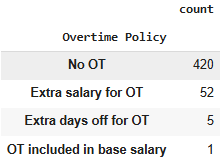 count
Overtime Policy
No OT 420
Extra salary for OT 52
Extra days off for OT 5
OT included in base salary 1